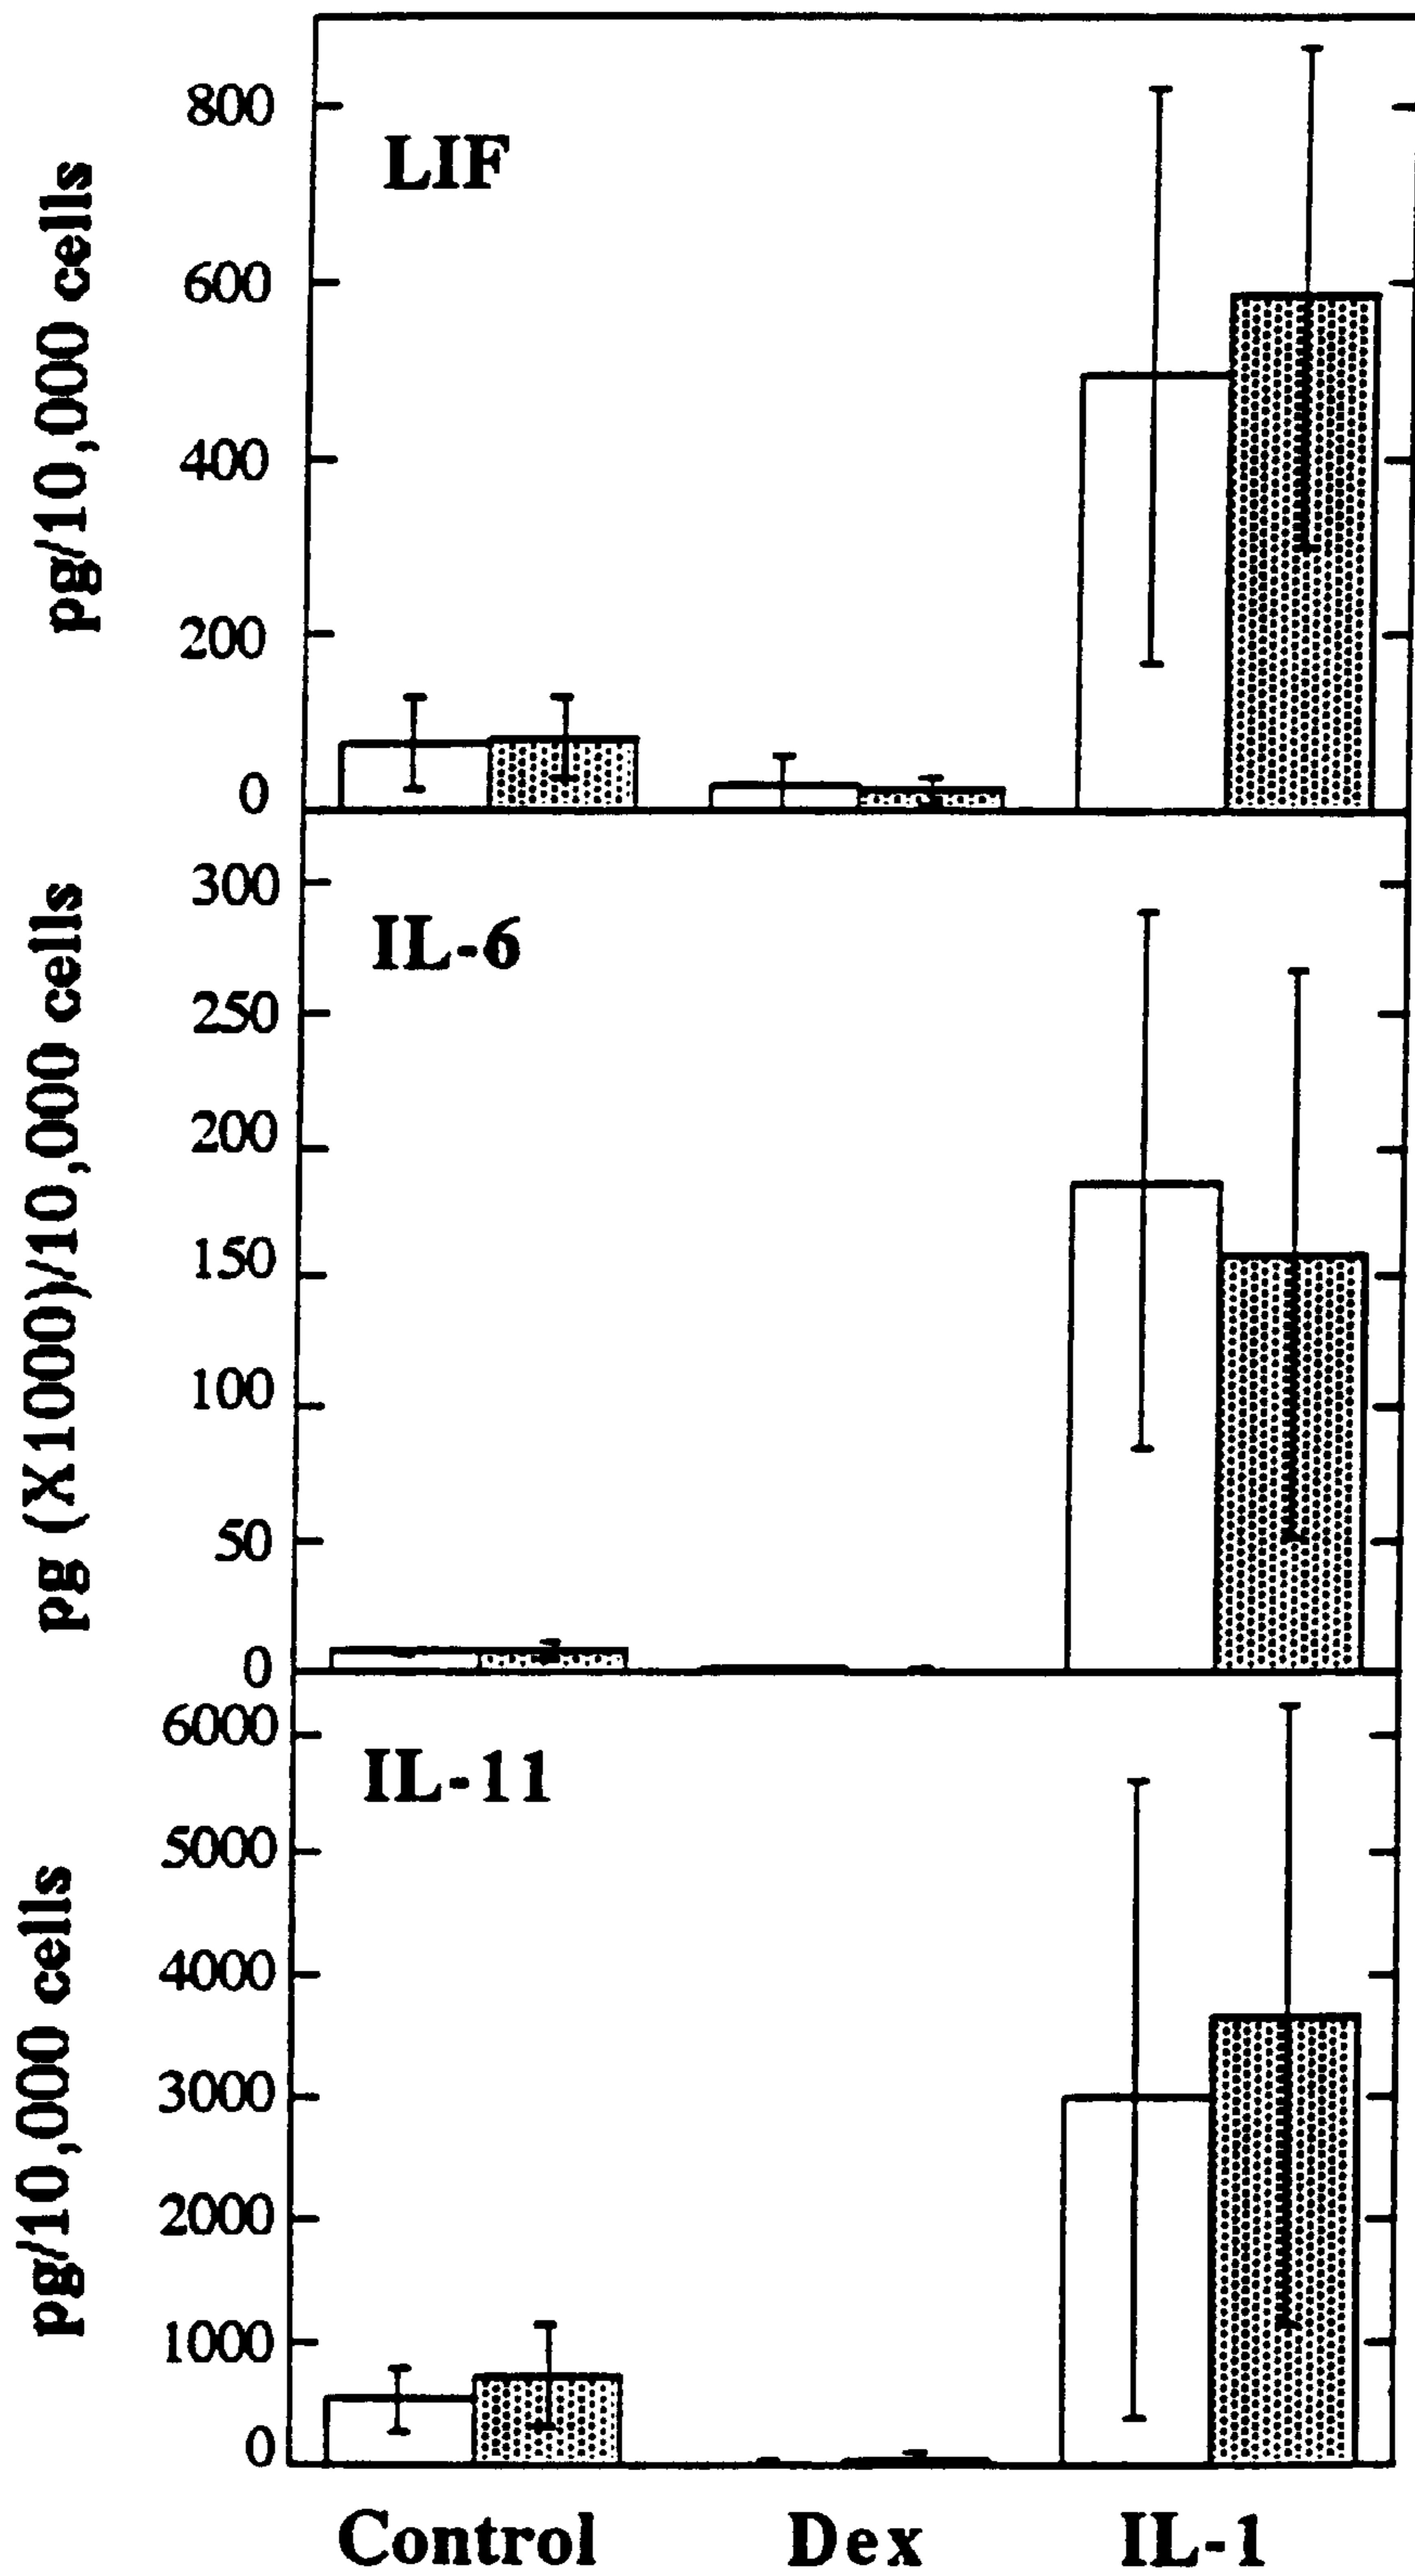 pg/10,000 cells
800
600
400
200
0
LIF
pg (X1000)/10,000 cells
300
250
200
150
100
50
0
IL-6
pg/10,000 cells
6000
5000
4000
3000
2000
1000
0
IL-11
Control Dex IL-1